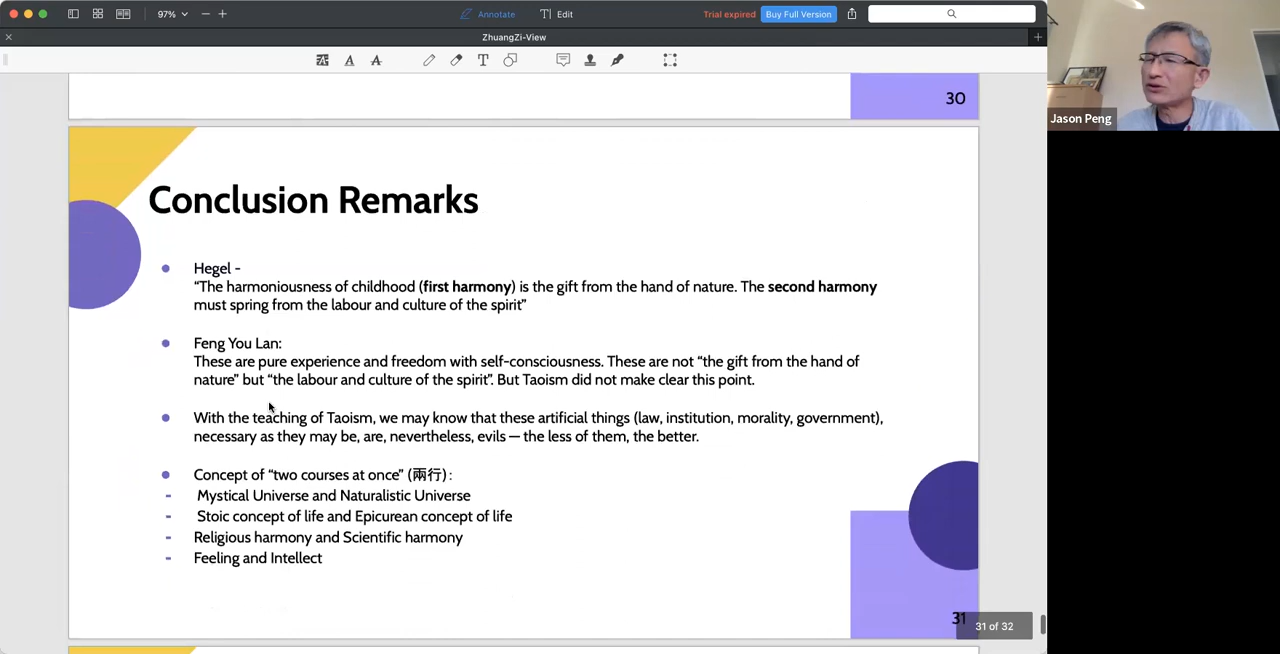 97%
Annotate
Edit
Trial expired
Buy Full Version
ZhuangZi-View
30
Jason Peng
Conclusion Remarks
Hegel -
“The harmoniousness of childhood (first harmony) is the gift from the hand of nature. The second harmony
must spring from the labour and culture of the spirit”
Feng You Lan:
These are pure experience and freedom with self-consciousness. These are not “the gift from the hand of
nature” but “the labour and culture of the spirit”. But Taoism did not make clear this point.
With the teaching of Taoism, we may know that these artificial things (law, institution, morality, government),
necessary as they may be, are, nevertheless, evils — the less of them, the better.
Concept of “two courses at once” (兩行) :
- Mystical Universe and Naturalistic Universe
- Stoic concept of life and Epicurean concept of life
- Religious harmony and Scientific harmony
- Feeling and Intellect
31
31 of 32